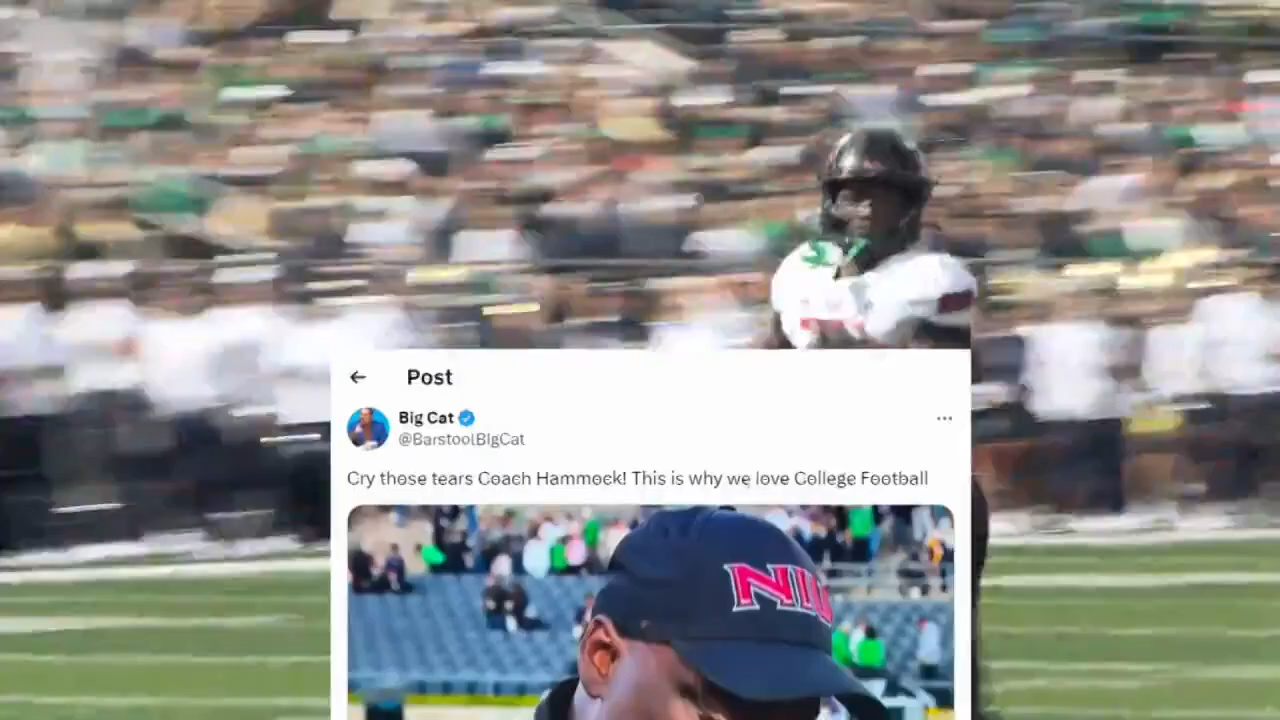 Post
Big Cat
@BarstoolBigCat
Cry those tears Coach Hammock! This is why we love College Football
NIU